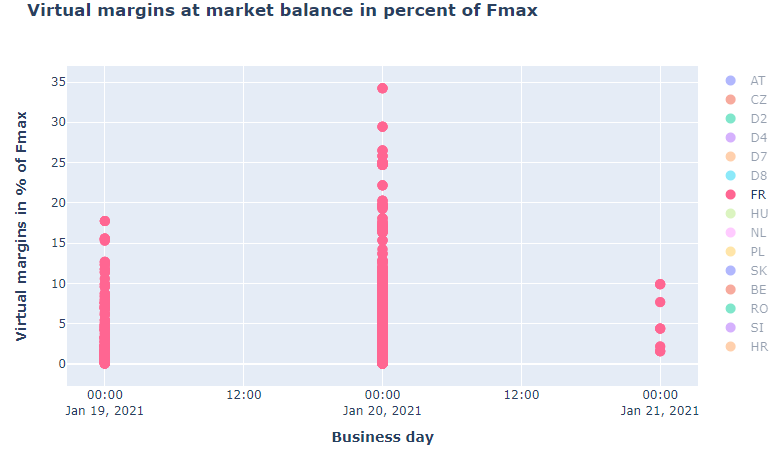 Virtual margins at market balance in percent of Fmax
Virtual margins in % of Fmax
35
30
25
20
15
10
5
0
00:00
Jan 19, 2021
12:00
00:00
Jan 20, 2021
12:00
00:00
Jan 21, 2021
Business day
AT
CZ
D2
D4
D7
D8
FR
HU
NL
PL
SK
BE
RO
SI
HR